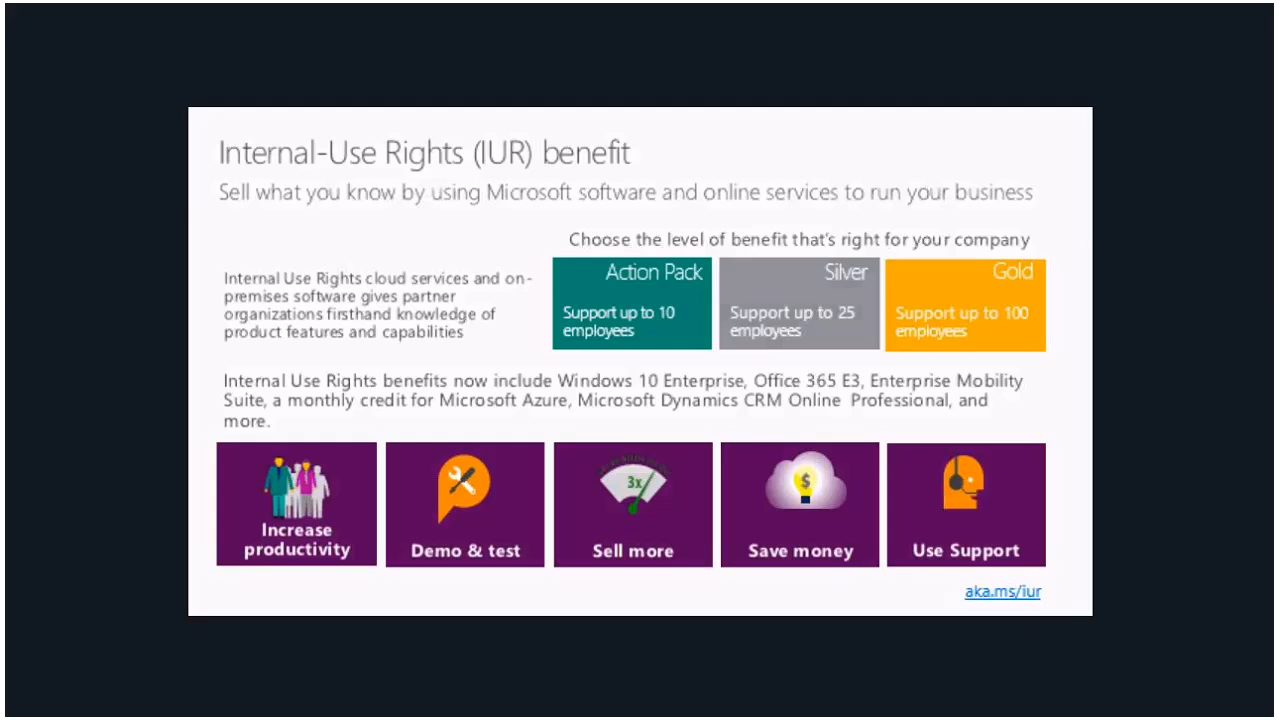 Internal-Use Rights (IUR) benefit
Sell what you know by using Microsoft software and online services to run your business
Choose the level of benefit that's right for your company
Internal Use Rights cloud services and on-
premises software gives partner
organizations firsthand knowledge of
product features and capabilities
Action Pack
Support up to 10
employees
Silver
Support up to 25
employees
Gold
Support up to 100
employees
Internal Use Rights benefits now include Windows 10 Enterprise, Office 365 E3, Enterprise Mobility
Suite, a monthly credit for Microsoft Azure, Microsoft Dynamics CRM Online Professional, and
more.
Increase
productivity
Demo & test
3x
Sell more
$
Save money
Use Support
aka.ms/iur